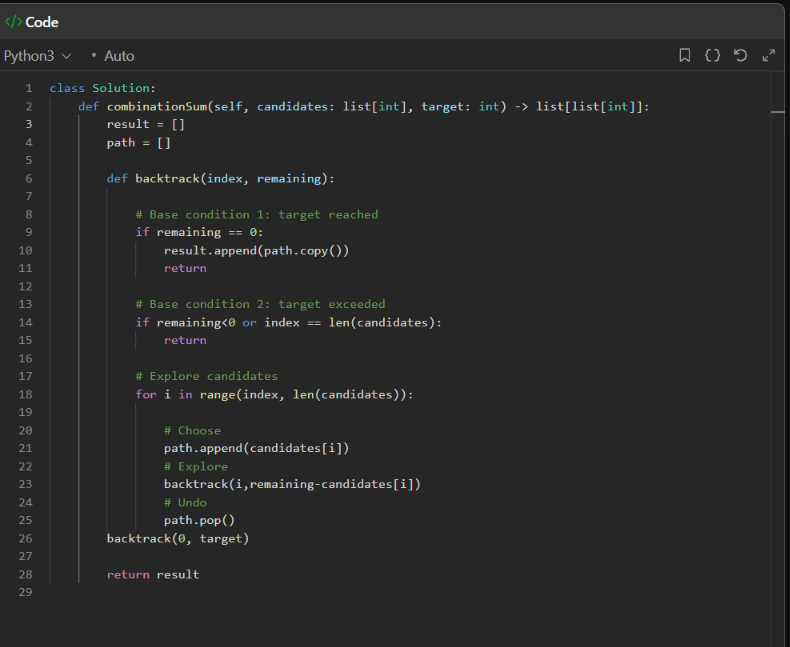 </> Code
Python3 • Auto
1 class Solution:
2     def combinationSum(self, candidates: list[int], target: int) -> list[list[int]]:
3         result = []
4         path = []
5
6         def backtrack(index, remaining):
7
8             # Base condition 1: target reached
9             if remaining == 0:
10                 result.append(path.copy())
11                 return
12
13             # Base condition 2: target exceeded
14             if remaining<0 or index == len(candidates):
15                 return
16
17             # Explore candidates
18             for i in range(index, len(candidates)):
19
20                 # Choose
21                 path.append(candidates[i])
22                 # Explore
23                 backtrack(i,remaining-candidates[i])
24                 # Undo
25                 path.pop()
26         backtrack(0, target)
27
28         return result
29